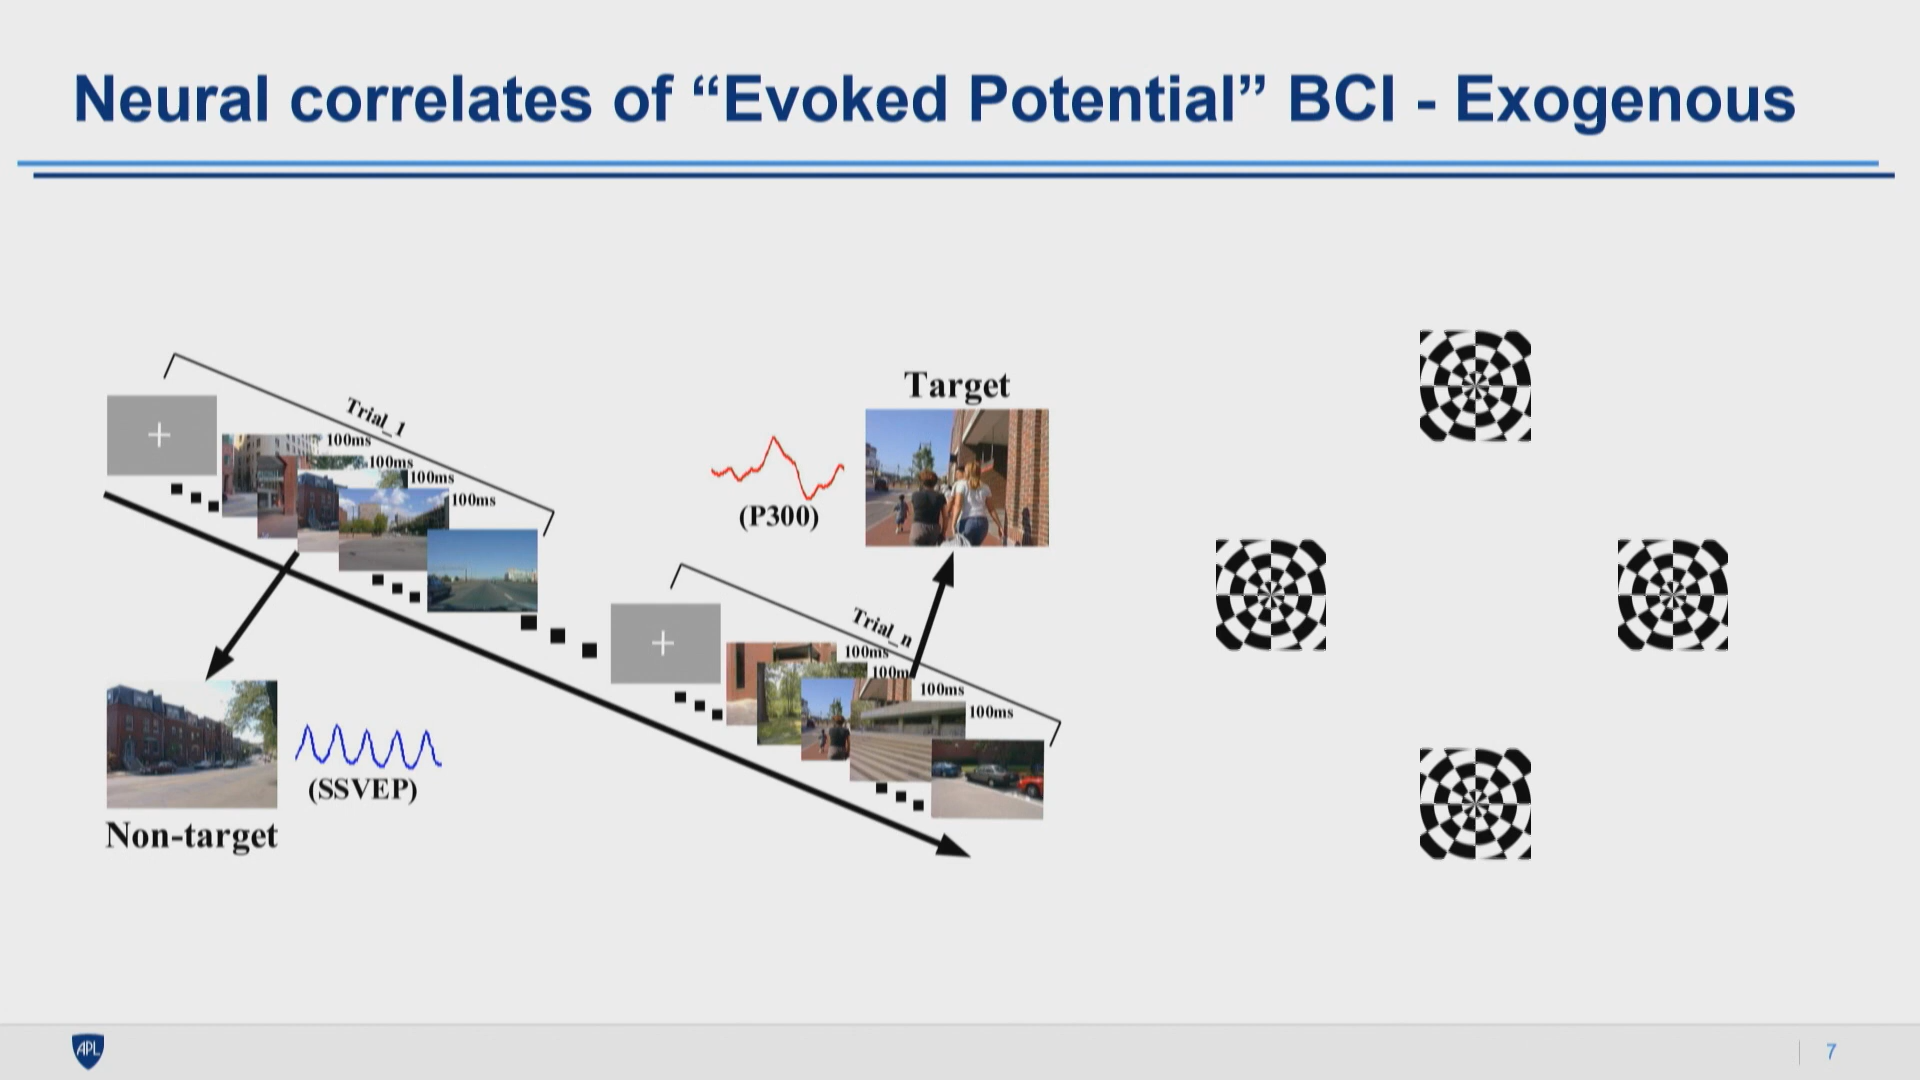 Neural correlates of “Evoked Potential” BCI - Exogenous
Trial_1
100ms
100ms
100ms
100ms
Target
(P300)
Trial_n
100ms
100m
100ms
100ms
(SSVEP)
Non-target
APL
7